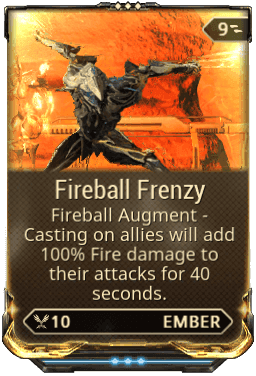 9
Fireball Frenzy
Fireball Augment -
Casting on allies will add
100% Fire damage to
their attacks for 40
seconds.
10 EMBER